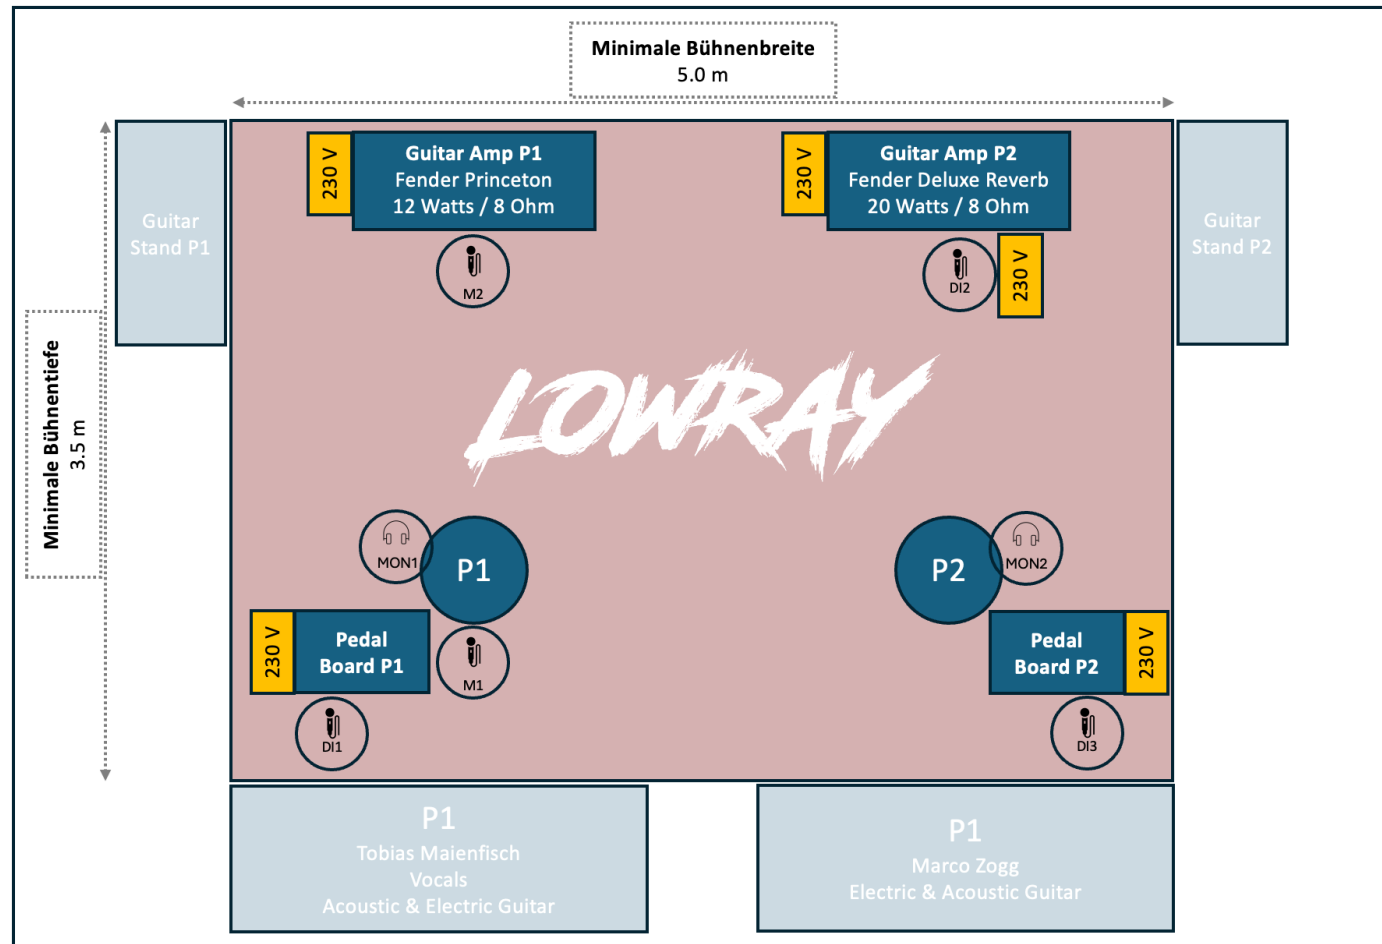 Minimale Bühnenbreite
5.0 m
Minimale Bühnentiefe
3.5 m
Guitar
Stand P1
230 V
Guitar Amp P1
Fender Princeton
12 Watts / 8 Ohm
M2
230 V
Guitar Amp P2
Fender Deluxe Reverb
20 Watts / 8 Ohm
DI2
230 V
Guitar
Stand P2
LOWRAY
MON1
P1
P2
MON2
230 V
Pedal
Board P1
M1
DI1
Pedal
Board P2
230 V
DI3
P1
Tobias Maienfisch
Vocals
Acoustic & Electric Guitar
P1
Marco Zogg
Electric & Acoustic Guitar